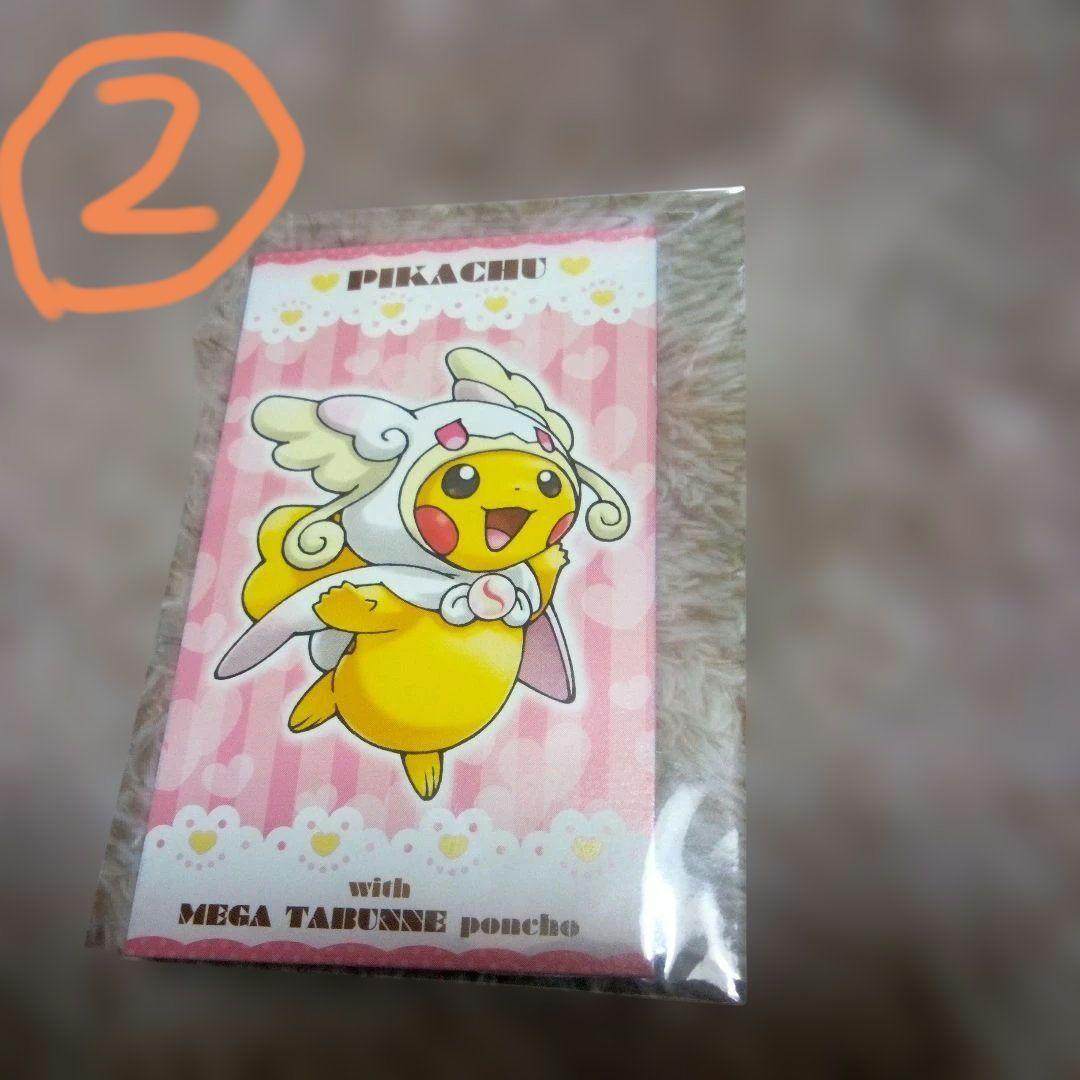 ②
PIKACHU
with
MEGA TABUNNE poncho